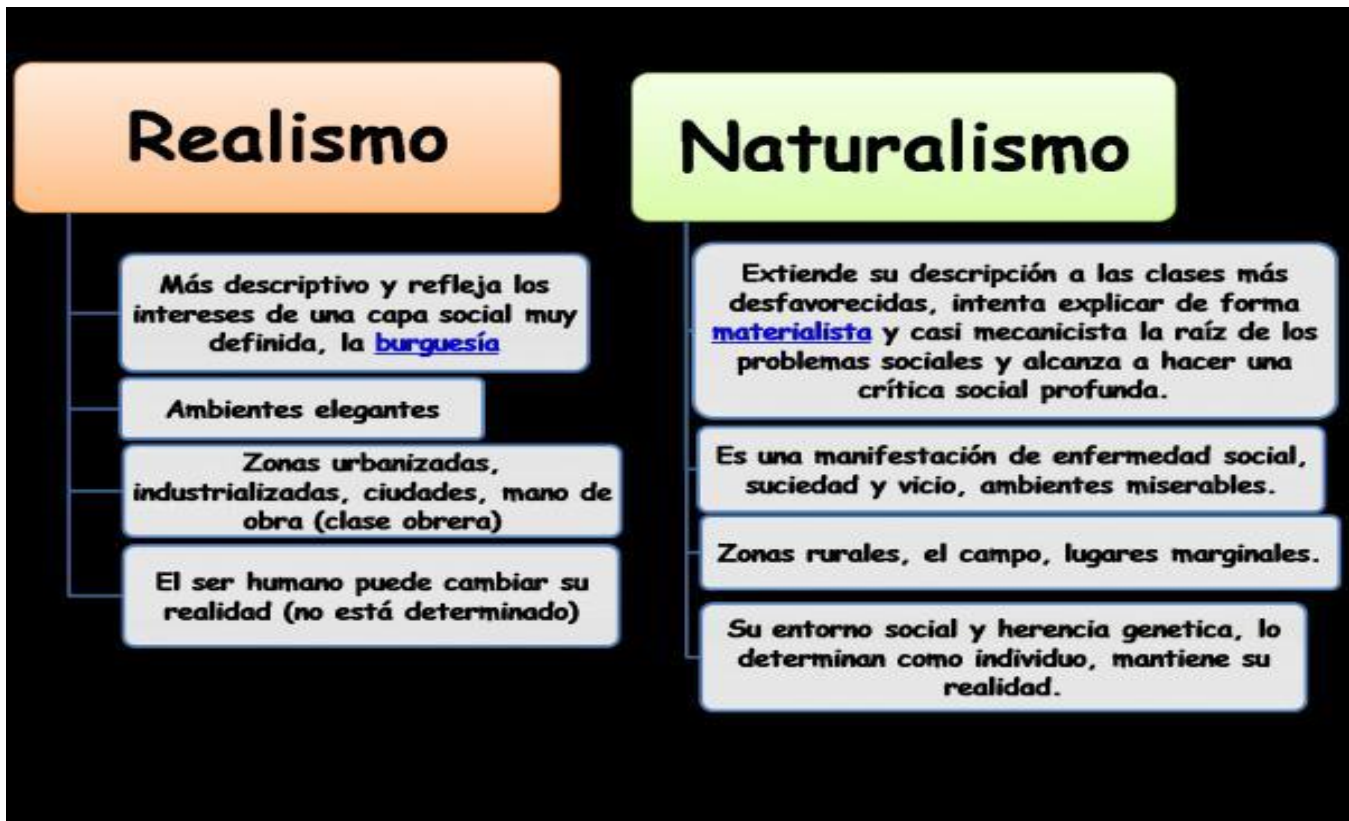 Realismo
Más descriptivo y refleja los
intereses de una capa social muy
definida, la burguesía
Ambientes elegantes
Zonas urbanizadas,
industrializadas, ciudades, mano de
obra (clase obrera)
El ser humano puede cambiar su
realidad (no está determinado)
Naturalismo
Extiende su descripción a las clases más
desfavorecidas, intenta explicar de forma
materialista y casi mecanicista la raíz de los
problemas sociales y alcanza a hacer una
crítica social profunda.
Es una manifestación de enfermedad social,
suciedad y vicio, ambientes miserables.
Zonas rurales, el campo, lugares marginales.
Su entorno social y herencia genetica, lo
determinan como individuo, mantiene su
realidad.